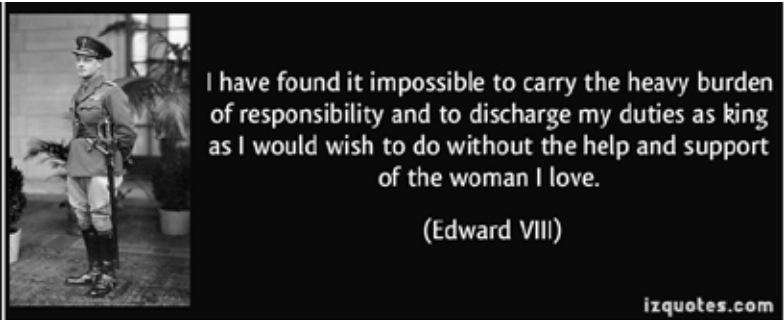 I have found it impossible to carry the heavy burden
of responsibility and to discharge my duties as king
as I would wish to do without the help and support
of the woman I love.
(Edward VIII)
izquotes.com